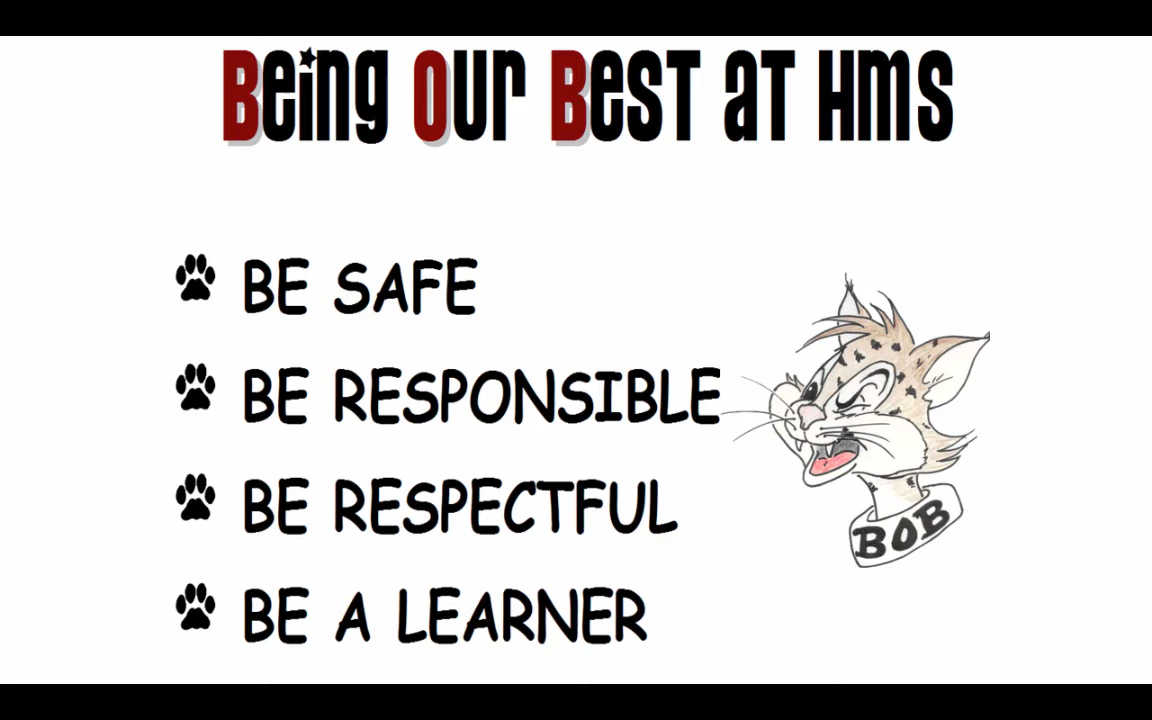 Being Our Best at HMS
BE SAFE
BE RESPONSIBLE
BE RESPECTFUL
BE A LEARNER
BOB